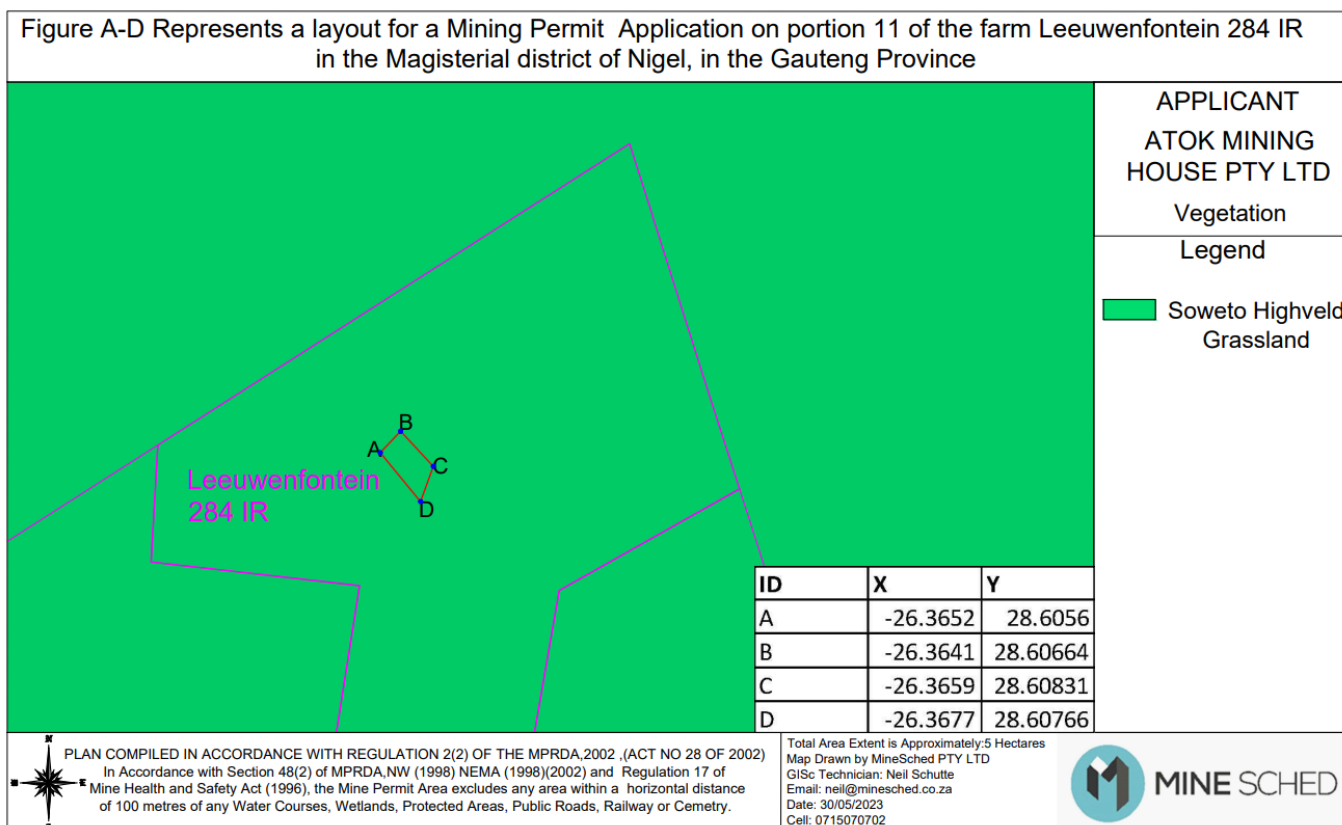 Figure A-D Represents a layout for a Mining Permit Application on portion 11 of the farm Leeuwenfontein 284 IR
in the Magisterial district of Nigel, in the Gauteng Province
APPLICANT
ATOK MINING
HOUSE PTY LTD
Vegetation
Legend
Soweto Highveld
Grassland
B
A
C
D
Leeuwenfontein
284 IR
ID X Y
A -26.3652 28.6056
B -26.3641 28.60664
C -26.3659 28.60831
D -26.3677 28.60766
N
PLAN COMPILED IN ACCORDANCE WITH REGULATION 2(2) OF THE MPRDA,2002 ,(ACT NO 28 OF 2002)
In Accordance with Section 48(2) of MPRDA,NW (1998) NEMA (1998)(2002) and Regulation 17 of
Mine Health and Safety Act (1996), the Mine Permit Area excludes any area within a horizontal distance
of 100 metres of any Water Courses, Wetlands, Protected Areas, Public Roads, Railway or Cemetry.
Total Area Extent is Approximately:5 Hectares
Map Drawn by MineSched PTY LTD
GISc Technician: Neil Schutte
Email: neil@minesched.co.za
Date: 30/05/2023
Cell: 0715070702
MINE SCHED